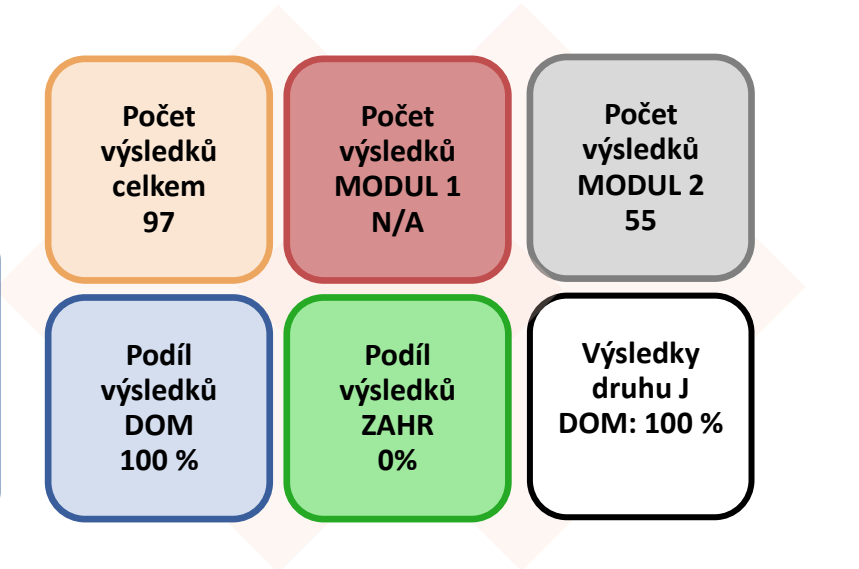 Počet
výsledků
celkem
97
Počet
výsledků
MODUL 1
N/A
Počet
výsledků
MODUL 2
55
Podíl
výsledků
DOM
100 %
Podíl
výsledků
ZAHR
0%
Výsledky
druhu J
DOM: 100 %